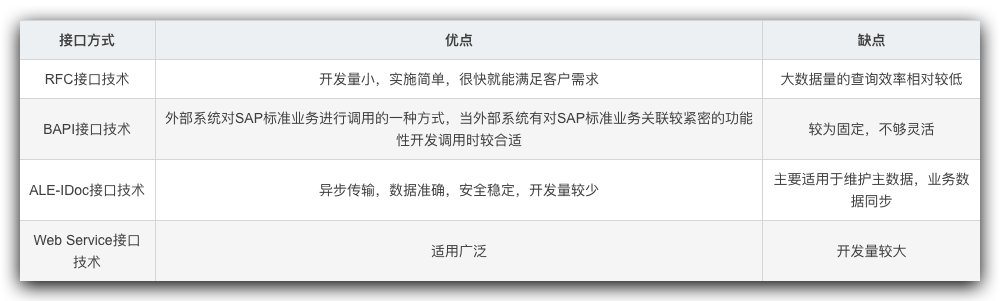 接口方式
优点
缺点
RFC接口技术
开发量小，实施简单，很快就能满足客户需求
大数据量的查询效率相对较低
BAPI接口技术
外部系统对SAP标准业务进行调用的一种方式，当外部系统有对SAP标准业务关联较紧密的功能
性开发调用时较合适
较为固定，不够灵活
ALE-IDoc接口技术
异步传输，数据准确，安全稳定，开发量较少
主要适用于维护主数据，业务数
据同步
Web Service接口
技术
适用广泛
开发量较大